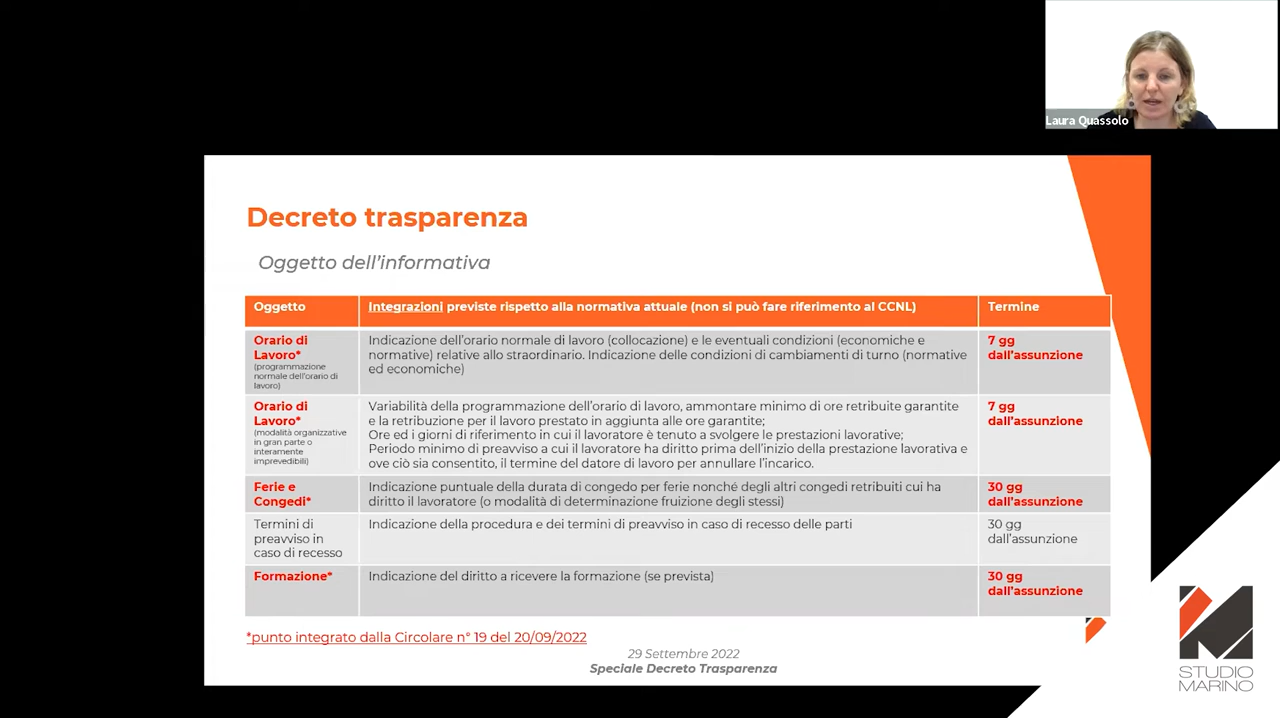 Laura Quassolo
Decreto trasparenza
Oggetto dell'informativa
Oggetto
Integrazioni previste rispetto alla normativa attuale (non si può fare riferimento al CCNL)
Termine
Orario di
Lavoro*
(programmazione
normale dell'orario di
lavoro)
Indicazione dell'orario normale di lavoro (collocazione) e le eventuali condizioni (economiche e
normative) relative allo straordinario. Indicazione delle condizioni di cambiamenti di turno (normative
ed economiche)
7 gg
dall'assunzione
Orario di
Lavoro*
(modalità organizzative
in gran parte o
interamente
imprevedibili)
Variabilità della programmazione dell'orario di lavoro, ammontare minimo di ore retribuite garantite
e la retribuzione per il lavoro prestato in aggiunta alle ore garantite;
Ore ed i giorni di riferimento in cui il lavoratore è tenuto a svolgere le prestazioni lavorative;
Periodo minimo di preavviso a cui il lavoratore ha diritto prima dell'inizio della prestazione lavorativa e
ove ciò sia consentito, il termine del datore di lavoro per annullare l'incarico.
7 gg
dall'assunzione
Ferie e
Congedi*
Indicazione puntuale della durata di congedo per ferie nonché degli altri congedi retribuiti cui ha
diritto il lavoratore (o modalità di determinazione fruizione degli stessi)
30 gg
dall'assunzione
Termini di
preavviso in
caso di recesso
Indicazione della procedura e dei termini di preavviso in caso di recesso delle parti
30 gg
dall'assunzione
Formazione*
Indicazione del diritto a ricevere la formazione (se prevista)
30 gg
dall'assunzione
*punto integrato dalla Circolare n° 19 del 20/09/2022
29 Settembre 2022
Speciale Decreto Trasparenza
STUDIO
MARINO